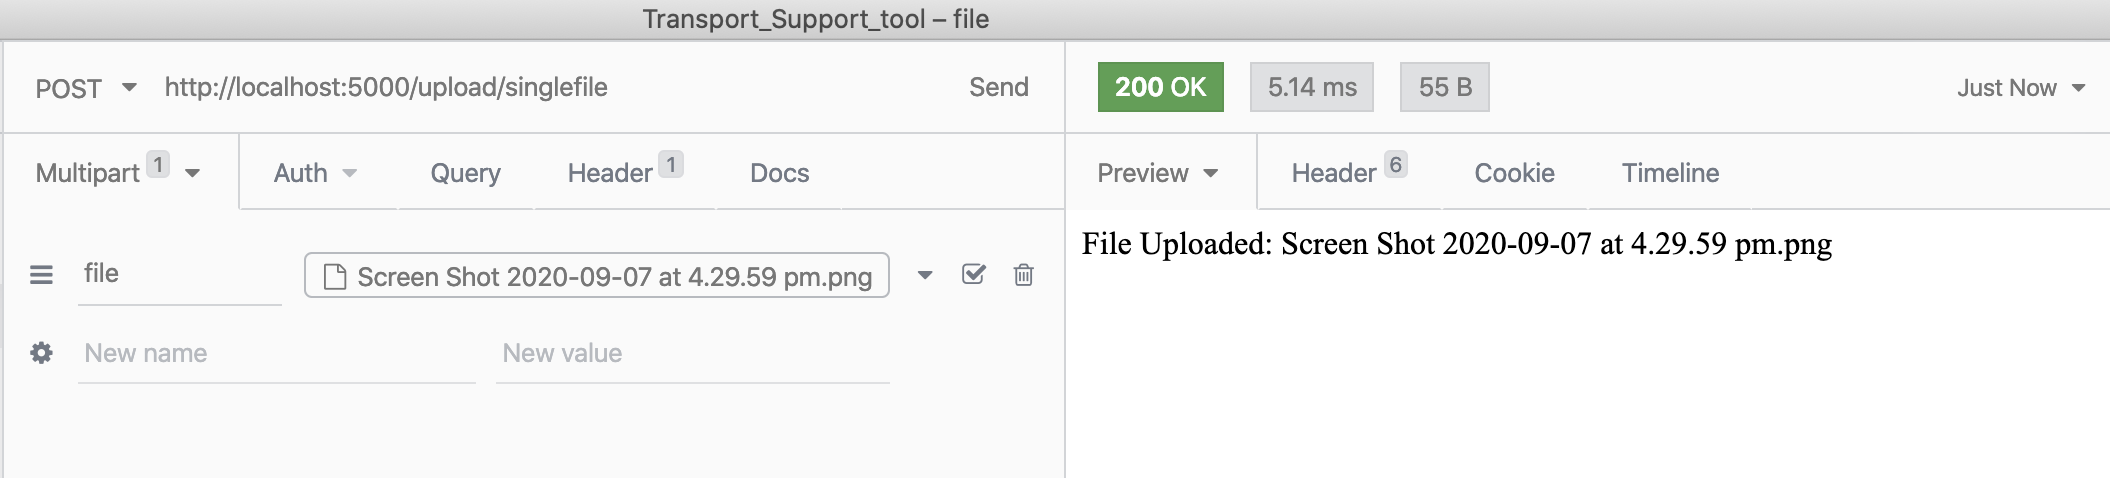 Transport_Support_tool – file
POST http://localhost:5000/upload/singlefile Send
200 OK 5.14 ms 55 B Just Now
Multipart 1 Auth Query Header 1 Docs
Preview Header 6 Cookie Timeline
file Screen Shot 2020-09-07 at 4.29.59 pm.png
New name New value
File Uploaded: Screen Shot 2020-09-07 at 4.29.59 pm.png